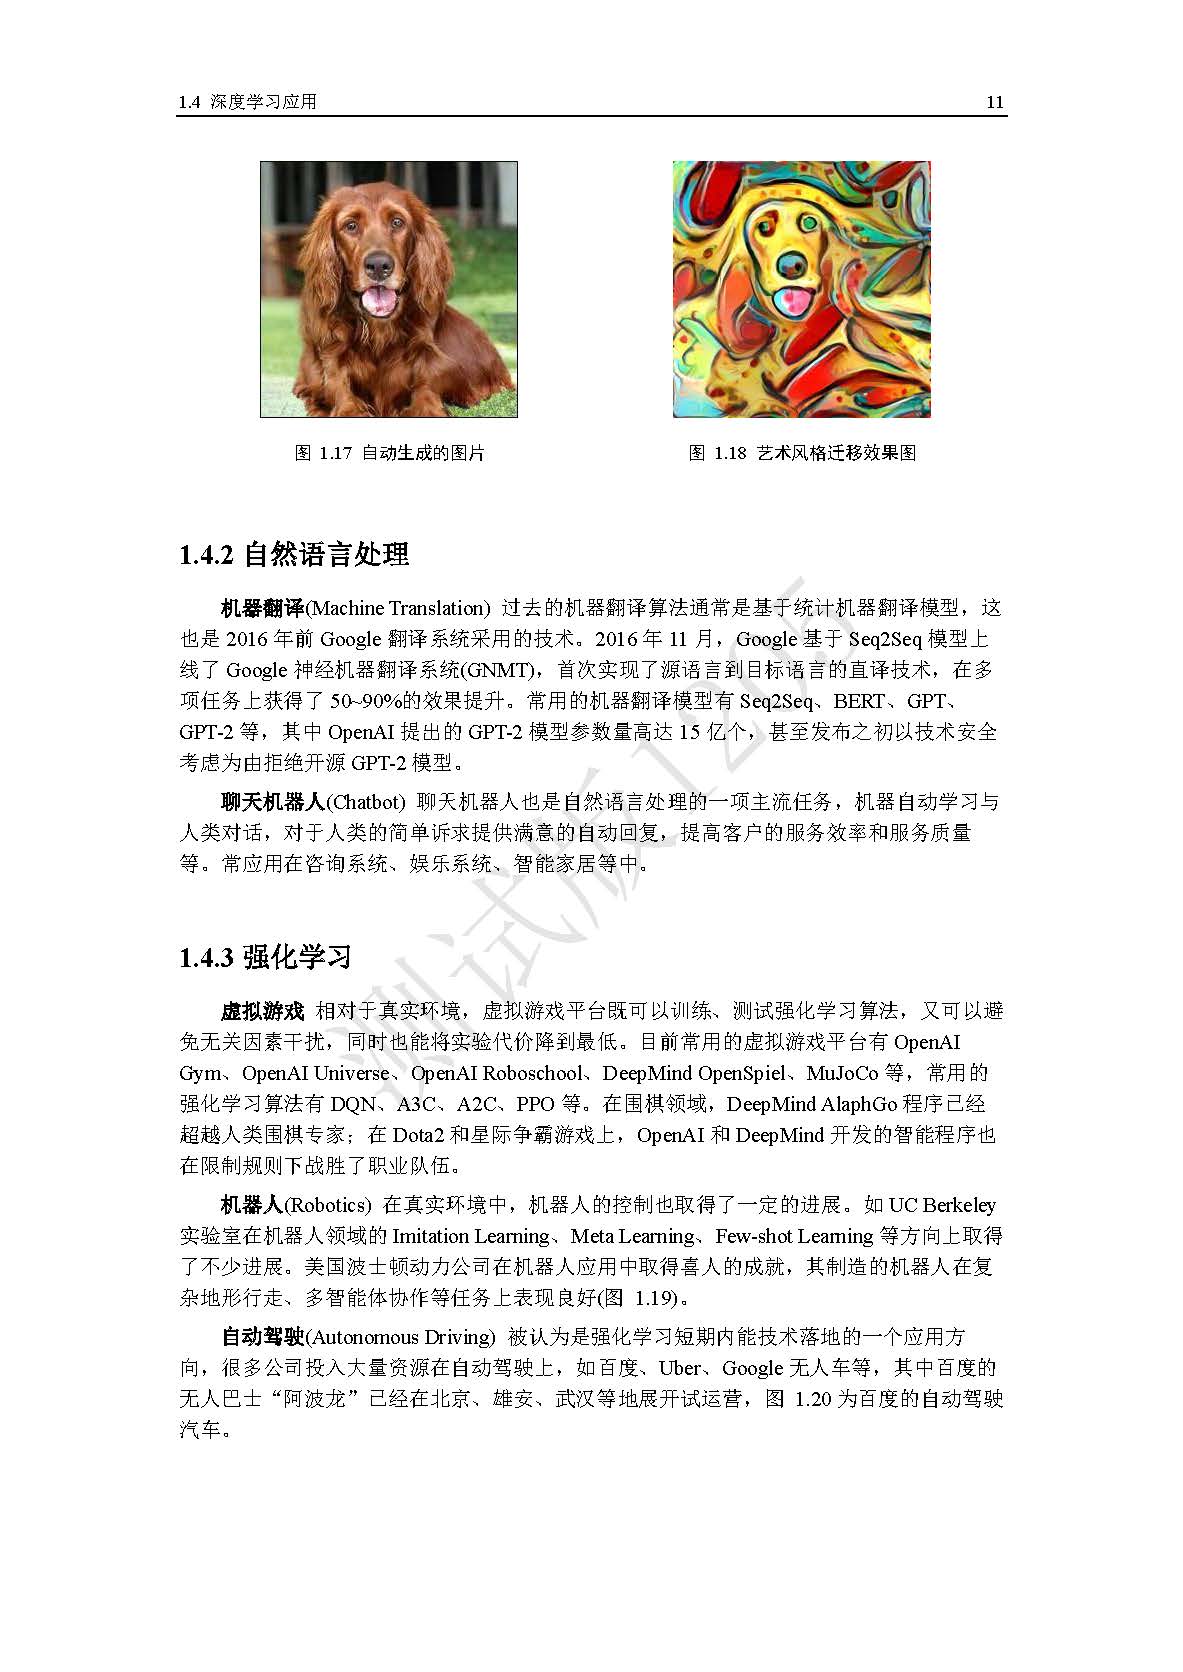 1.4 深度学习应用 11
图 1.17 自动生成的图片 图 1.18 艺术风格迁移效果图
1.4.2 自然语言处理
机器翻译(Machine Translation) 过去的机器翻译算法通常是基于统计机器翻译模型，这
也是 2016 年前 Google 翻译系统采用的技术。2016 年 11 月，Google 基于 Seq2Seq 模型上
线了 Google 神经机器翻译系统(GNMT)，首次实现了源语言到目标语言的直译技术，在多
项任务上获得了 50~90%的效果提升。常用的机器翻译模型有 Seq2Seq、BERT、GPT、
GPT-2 等，其中 OpenAI 提出的 GPT-2 模型参数量高达 15 亿个，甚至发布之初以技术安全
考虑为由拒绝开源 GPT-2 模型。
聊天机器人(Chatbot) 聊天机器人也是自然语言处理的一项主流任务，机器自动学习与
人类对话，对于人类的简单诉求提供满意的自动回复，提高客户的服务效率和服务质量
等。常应用在咨询系统、娱乐系统、智能家居等中。
1.4.3 强化学习
虚拟游戏 相对于真实环境，虚拟游戏平台既可以训练、测试强化学习算法，又可以避
免无关因素干扰，同时也能将实验代价降到最低。目前常用的虚拟游戏平台有 OpenAI
Gym、OpenAI Universe、OpenAI Roboschool、DeepMind OpenSpiel、MuJoCo 等，常用的
强化学习算法有 DQN、A3C、A2C、PPO 等。在围棋领域，DeepMind AlaphGo 程序已经
超越人类围棋专家；在 Dota2 和星际争霸游戏上，OpenAI 和 DeepMind 开发的智能程序也
在限制规则下战胜了职业队伍。
机器人(Robotics) 在真实环境中，机器人的控制也取得了一定的进展。如 UC Berkeley
实验室在机器人领域的 Imitation Learning、Meta Learning、Few-shot Learning 等方向上取得
了不少进展。美国波士顿动力公司在机器人应用中取得喜人的成就，其制造的机器人在复
杂地形行走、多智能体协作等任务上表现良好(图 1.19)。
自动驾驶(Autonomous Driving) 被认为是强化学习短期内能技术落地的一个应用方
向，很多公司投入大量资源在自动驾驶上，如百度、Uber、Google 无人车等，其中百度的
无人巴士“阿波龙”已经在北京、雄安、武汉等地展开试运营，图 1.20 为百度的自动驾驶
汽车。
测试版1205